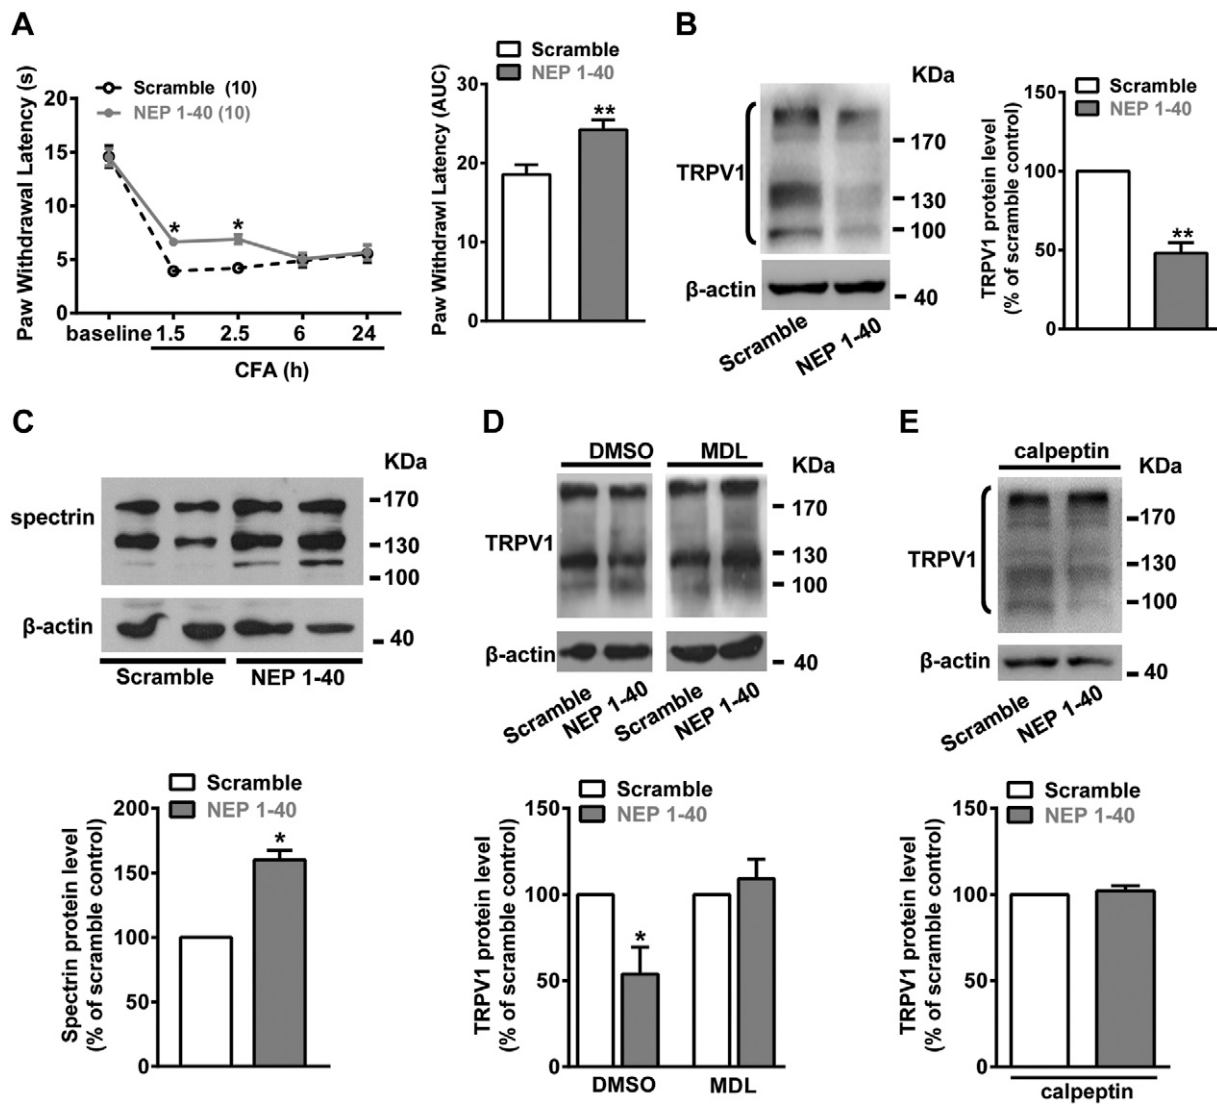 A
Scramble (10)
NEP 1-40 (10)
Paw Withdrawal Latency (s)
20
15
10
5
0
baseline 1.5 2.5 6 24
CFA (h)
* *
Scramble
NEP 1-40
Paw Withdrawl Latency (AUC)
30
20
10
0
**
B
KDa
TRPV1
170
130
100
β-actin
40
Scramble NEP 1-40
Scramble
NEP 1-40
TRPV1 protein level
(% of scramble control)
150
100
50
0
**
C
KDa
spectrin
170
130
100
β-actin
40
Scramble NEP 1-40
Scramble
NEP 1-40
Spectrin protein level
(% of scramble control)
200
150
100
50
0
*
D
DMSO MDL
KDa
TRPV1
170
130
100
β-actin
40
Scramble NEP 1-40 Scramble NEP 1-40
Scramble
NEP 1-40
TRPV1 protein level
(% of scramble control)
150
100
50
0
*
DMSO MDL
E
calpeptin
KDa
TRPV1
170
130
100
β-actin
40
Scramble NEP 1-40
Scramble
NEP 1-40
TRPV1 protein level
(% of scramble control)
150
100
50
0
calpeptin